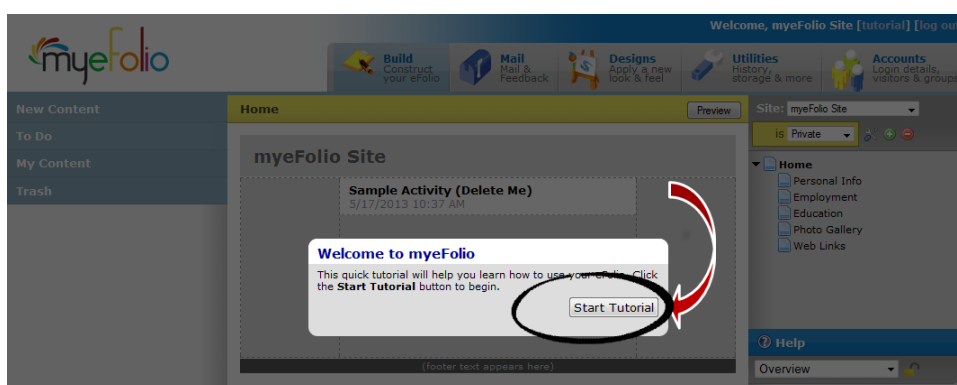 Welcome, myeFolio Site [tutorial] [log ou
myefolio
Build
Construct
your eFolio
Mail
Mail &
Feedback
Designs
Apply a new
look & feel
Utilities
History,
storage & more
Accounts
Login details,
visitors & groups
New Content
To Do
My Content
Trash
Home
Preview
Site: myeFolio Site
is Private
myeFolio Site
Sample Activity (Delete Me)
5/17/2013 10:37 AM
Home
Personal Info
Employment
Education
Photo Gallery
Web Links
Welcome to myeFolio
This quick tutorial will help you learn how to use your eFolio. Click
the Start Tutorial button to begin.
Start Tutorial
(footer text appears here)
Help
Overview